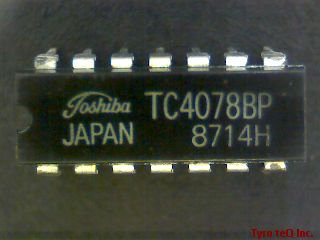 Toshiba TC4078BP
JAPAN 8714H
Tyro teQ Inc.